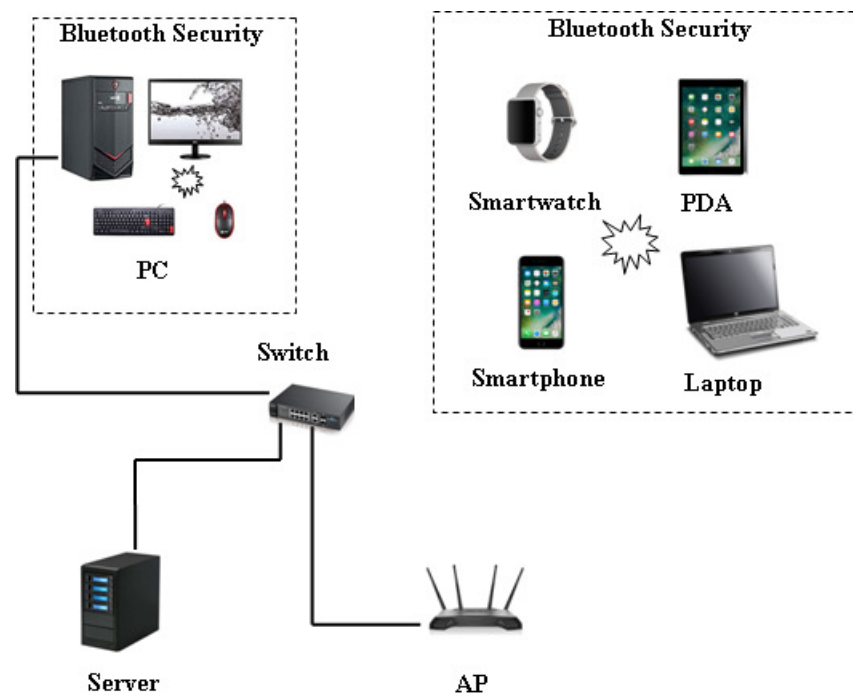 Bluetooth Security
Bluetooth Security
Smartwatch
PDA
PC
Switch
Smartphone
Laptop
Server
AP